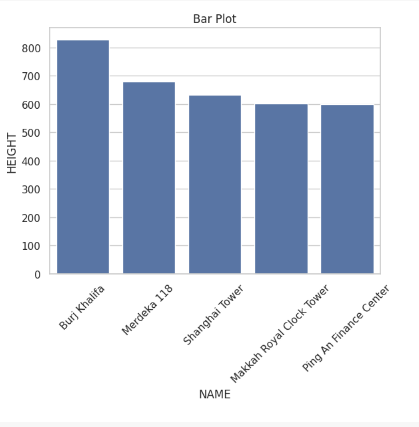 Bar Plot
HEIGHT
800
700
600
500
400
300
200
100
0
Burj Khalifa
Merdeka 118
Shanghai Tower
Makkah Royal Clock Tower
Ping An Finance Center
NAME